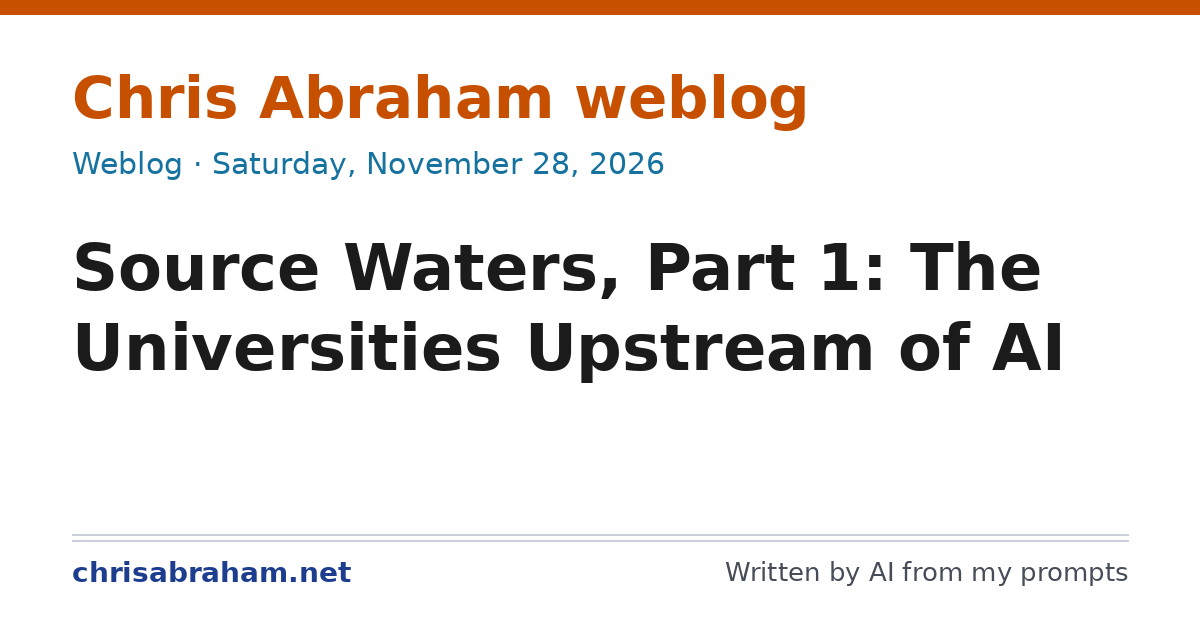 Chris Abraham weblog
Weblog · Saturday, November 28, 2026
Source Waters, Part 1: The
Universities Upstream of AI
chrisabraham.net
Written by AI from my prompts